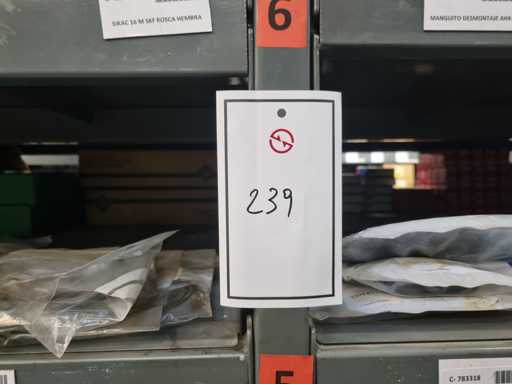 6
SIKAC 16 M SKF ROSCA HEMBRA
MANGUITO DESMONTAJE AHX
239
5
C- 783318